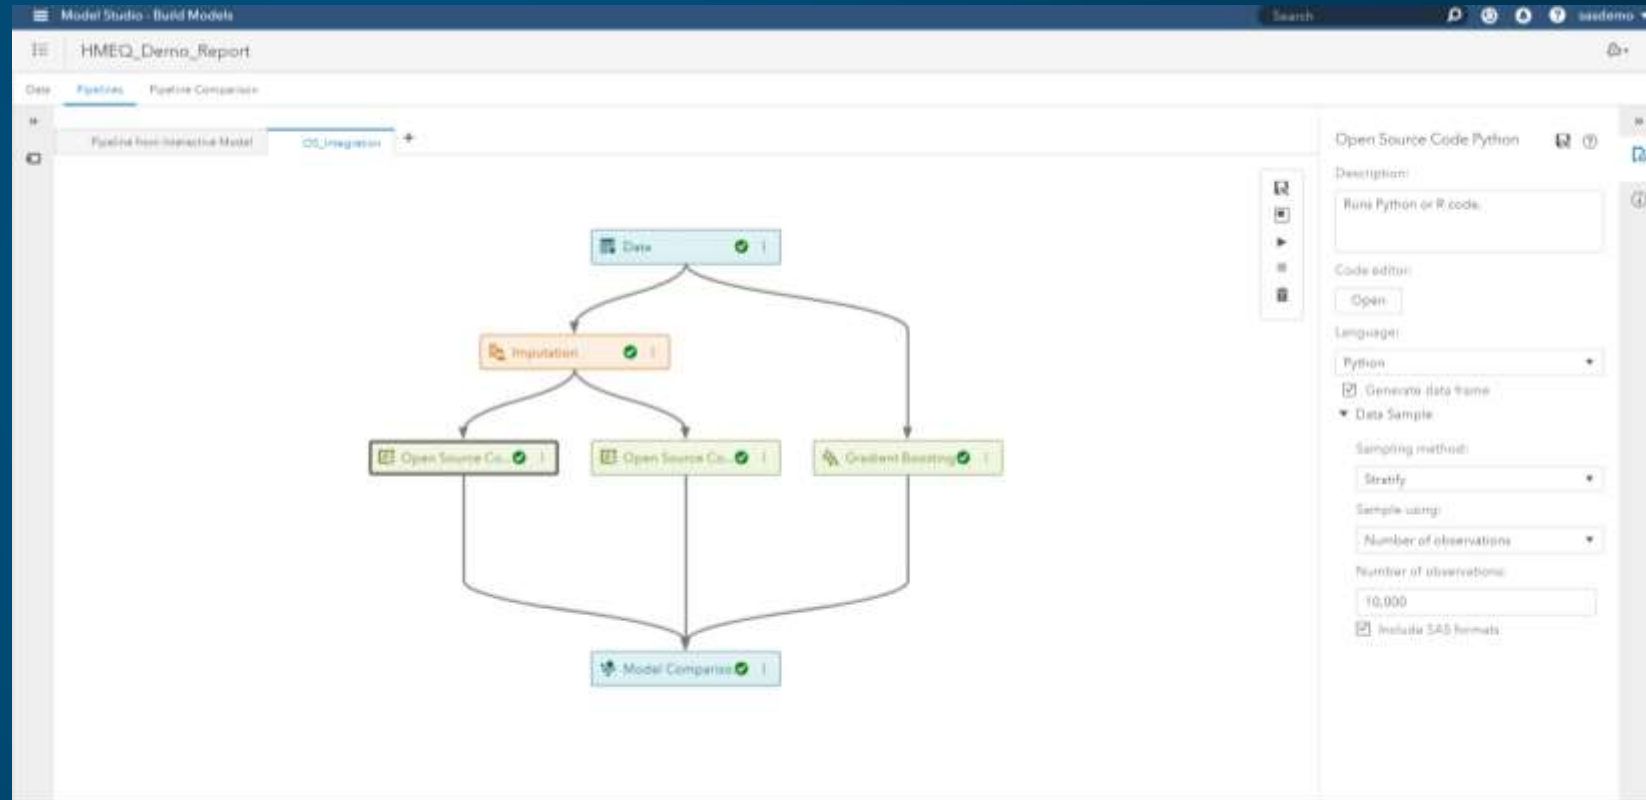 Model Studio - Build Models
Search
sasdemo
HMEQ_Demo_Report
Data Pipelines Pipeline Comparison
Pipeline from Interactive Model OS_Integration +
Open Source Code Python
Description:
Runs Python or R code.
Data
Code editor:
Open
Language:
Imputation
Python
Generate data frame
Data Sample
Sampling method:
Open Source Co... Open Source Co... Gradient Boosting
Stratify
Sample using:
Number of observations
Number of observations:
10,000
Include SAS formats
Model Compariso